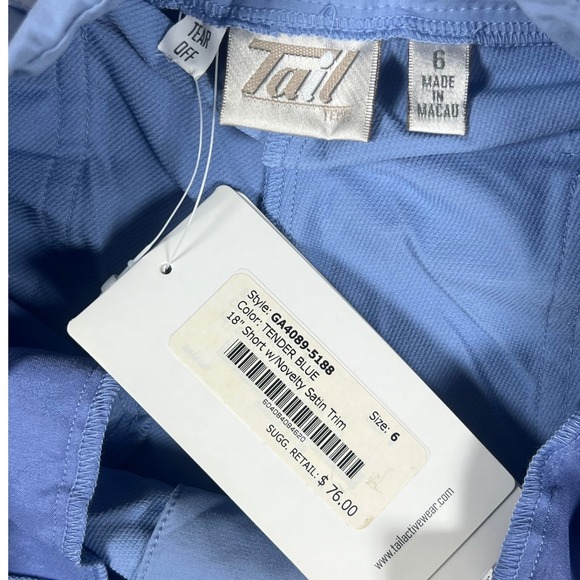 TEAR
OFF
Tail
6
MADE
IN
MACAU
Style: GA4089-5188
Color: TENDER BLUE
18" Short w/Novelty Satin Trim
Size: 6
604084084620
SUGG. RETAIL: $ 76.00
www.tailactivewear.com